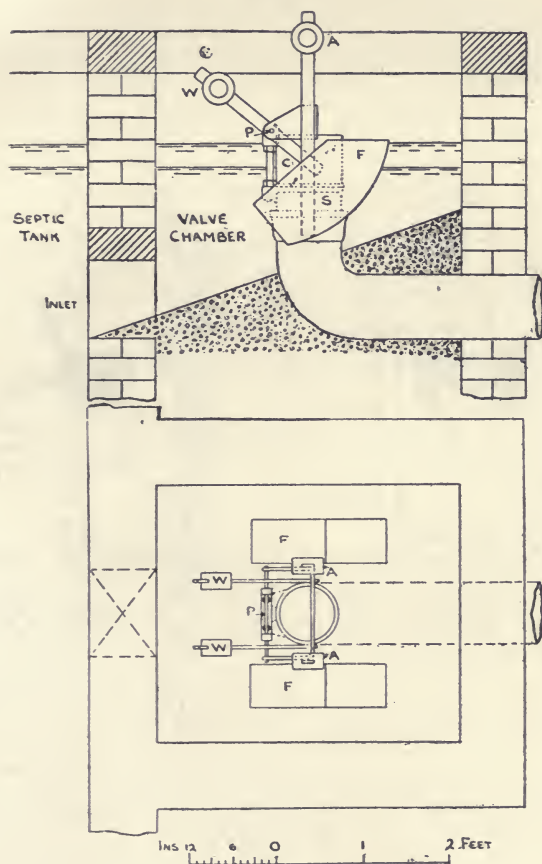 A
C
W
P
C
F
S
SEPTIC
TANK
VALVE
CHAMBER
INLET
F
A
W
P
W
A
F
INS 12 6 0 1 2 FEET